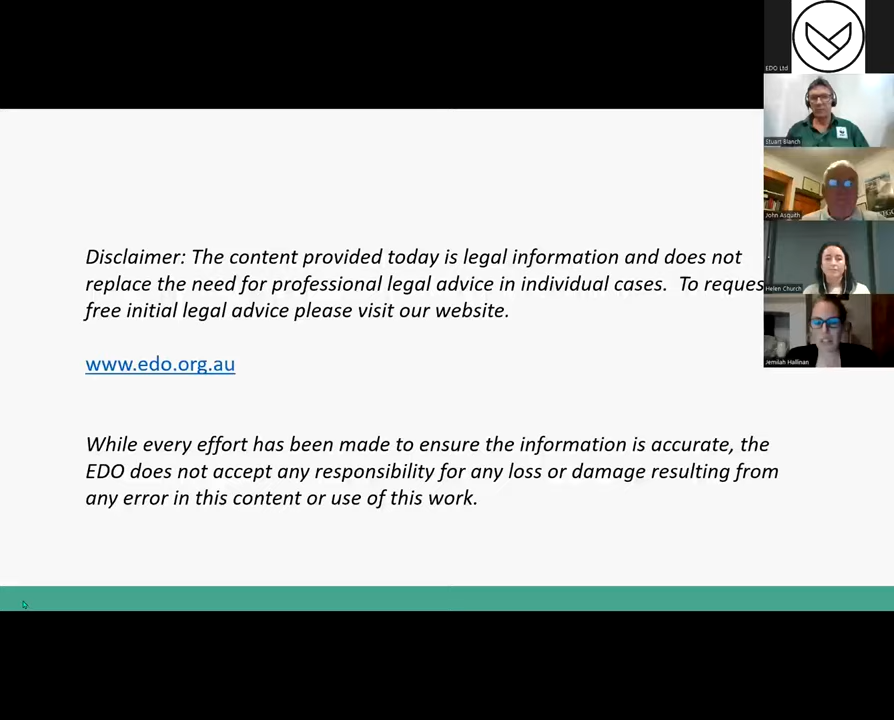 EDO Ltd
Stuart Blanch
John Asquith
Helen Church
Jemilah Hallinan
Disclaimer: The content provided today is legal information and does not
replace the need for professional legal advice in individual cases. To reques
free initial legal advice please visit our website.
www.edo.org.au
While every effort has been made to ensure the information is accurate, the
EDO does not accept any responsibility for any loss or damage resulting from
any error in this content or use of this work.